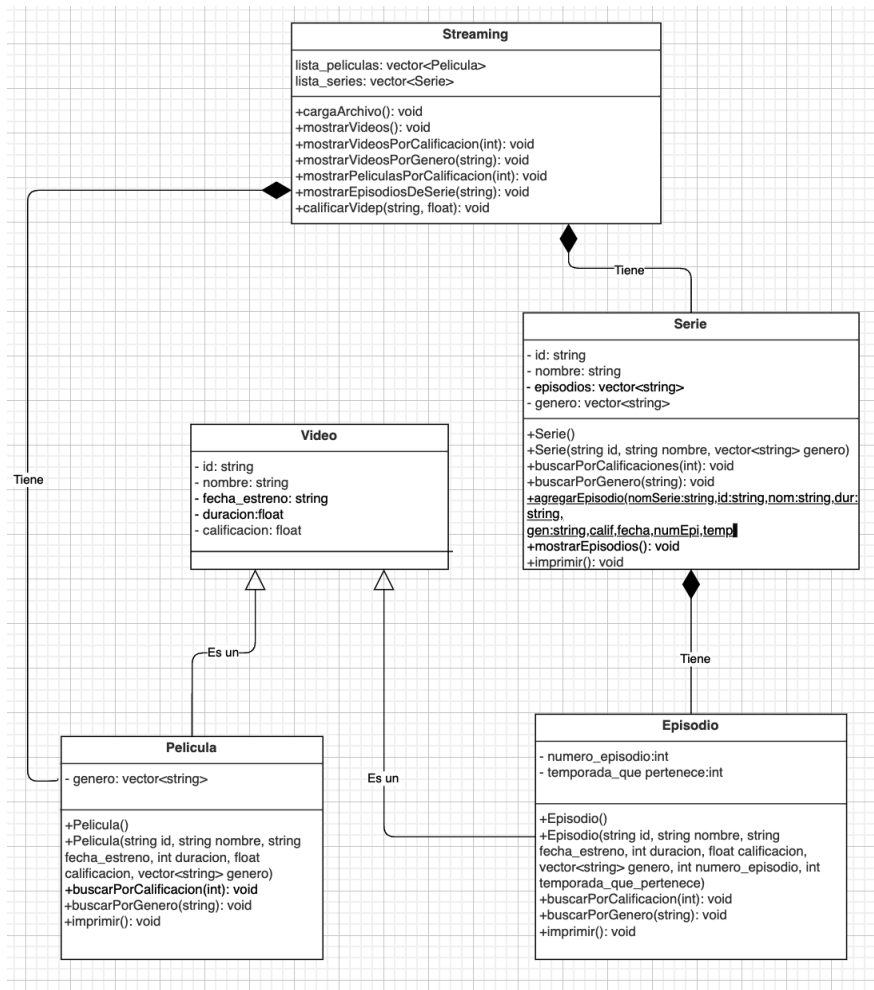 Streaming
lista_peliculas: vector<Pelicula>
lista_series: vector<Serie>
+cargaArchivo(): void
+mostrarVideos(): void
+mostrarVideosPorCalificacion(int): void
+mostrarVideosPorGenero(string): void
+mostrarPeliculasPorCalificacion(int): void
+mostrarEpisodiosDeSerie(string): void
+calificarVidep(string, float): void
Tiene
Serie
- id: string
- nombre: string
- episodios: vector<string>
- genero: vector<string>
+Serie()
+Serie(string id, string nombre, vector<string> genero)
+buscarPorCalificaciones(int): void
+buscarPorGenero(string): void
+agregarEpisodio(nomSerie:string,id:string,nom:string,dur:
string,
gen:string,calif,fecha,numEpi,temp
+mostrarEpisodios(): void
+imprimir(): void
Video
- id: string
- nombre: string
- fecha_estreno: string
- duracion:float
- calificacion: float
Tiene
Es un
Tiene
Pelicula
- genero: vector<string>
+Pelicula()
+Pelicula(string id, string nombre, string
fecha_estreno, int duracion, float
calificacion, vector<string> genero)
+buscarPorCalificacion(int): void
+buscarPorGenero(string): void
+imprimir(): void
Es un
Episodio
- numero_episodio:int
- temporada_que pertenece:int
+Episodio()
+Episodio(string id, string nombre, string
fecha_estreno, int duracion, float calificacion,
vector<string> genero, int numero_episodio, int
temporada_que_pertenece)
+buscarPorCalificacion(int): void
+buscarPorGenero(string): void
+imprimir(): void